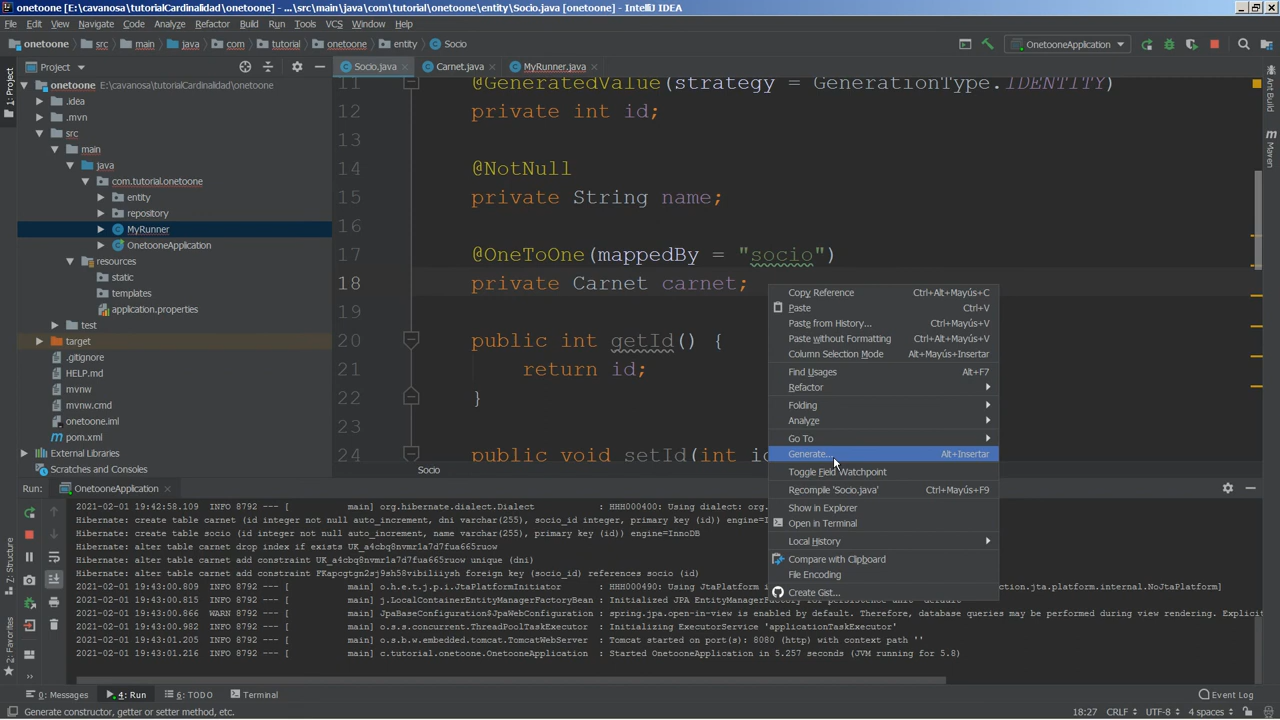 onetoone [E:\cavanosa\tutorialCardinalidad\onetoone] - ...\src\main\java\com\tutorial\onetoone\entity\Socio.java [onetoone] - IntelliJ IDEA
File Edit View Navigate Code Analyze Refactor Build Run Tools VCS Window Help
onetoone src main java com tutorial onetoone entity Socio OnetooneApplication
1: Project
Project
Socio.java Carnet.java MyRunner.java
onetoone E:\cavanosa\tutorialCardinalidad\onetoone
.idea
.mvn
src
main
java
com.tutorial.onetoone
entity
repository
MyRunner
OnetooneApplication
resources
static
templates
application.properties
test
target
.gitignore
HELP.md
mvnw
mvnw.cmd
onetoone.iml
pom.xml
External Libraries
Scratches and Consoles
11 @GeneratedValue(strategy = GenerationType.IDENTITY)
12 private int id;
13
14 @NotNull
15 private String name;
16
17 @OneToOne(mappedBy = "socio")
18 private Carnet carnet;
19
20 public int getId() {
21 return id;
22 }
23
24 public void setId(int id
Socio
Copy Reference Ctrl+Alt+Mayús+C
Paste Ctrl+V
Paste from History... Ctrl+Mayús+V
Paste without Formatting Ctrl+Alt+Mayús+V
Column Selection Mode Alt+Mayús+Insertar
Find Usages Alt+F7
Refactor
Folding
Analyze
Go To
Generate... Alt+Insertar
Toggle Field Watchpoint
Recompile 'Socio.java' Ctrl+Mayús+F9
Show in Explorer
Open in Terminal
Local History
Compare with Clipboard
File Encoding
Create Gist...
Ant Build
Maven
Run: OnetooneApplication
2021-02-01 19:42:58.109 INFO 8792 --- [ main] org.hibernate.dialect.Dialect : HHH000400: Using dialect: org.h
Hibernate: create table carnet (id integer not null auto_increment, dni varchar(255), socio_id integer, primary key (id)) engine=I
Hibernate: create table socio (id integer not null auto_increment, name varchar(255), primary key (id)) engine=InnoDB
Hibernate: alter table carnet drop index if exists UK_a4cbq8nvmr1a7d7fua665ruow
Hibernate: alter table carnet add constraint UK_a4cbq8nvmr1a7d7fua665ruow unique (dni)
Hibernate: alter table carnet add constraint FKapcgtgn2sj9sh58vibiliiysh foreign key (socio_id) references socio (id)
2021-02-01 19:43:00.809 INFO 8792 --- [ main] o.h.e.t.j.p.i.JtaPlatformInitiator : HHH000490: Using JtaPlatform i ction.jta.platform.internal.NoJtaPlatform]
2021-02-01 19:43:00.815 INFO 8792 --- [ main] j.LocalContainerEntityManagerFactoryBean : Initialized JPA EntityManagerFactory for persistence unit 'default'
2021-02-01 19:43:00.866 WARN 8792 --- [ main] JpaBaseConfiguration$JpaWebConfiguration : spring.jpa.open-in-view is enabled by default. Therefore, database queries may be performed during view rendering. Explicit
2021-02-01 19:43:00.982 INFO 8792 --- [ main] o.s.s.concurrent.ThreadPoolTaskExecutor : Initializing ExecutorService 'applicationTaskExecutor'
2021-02-01 19:43:01.205 INFO 8792 --- [ main] o.s.b.w.embedded.tomcat.TomcatWebServer : Tomcat started on port(s): 8080 (http) with context path ''
2021-02-01 19:43:01.216 INFO 8792 --- [ main] c.tutorial.onetoone.OnetooneApplication : Started OnetooneApplication in 5.257 seconds (JVM running for 5.8)
Z: Structure
2: Favorites
0: Messages 4: Run 6: TODO Terminal Event Log
Generate constructor, getter or setter method, etc. 18:27 CRLF UTF-8 4 spaces